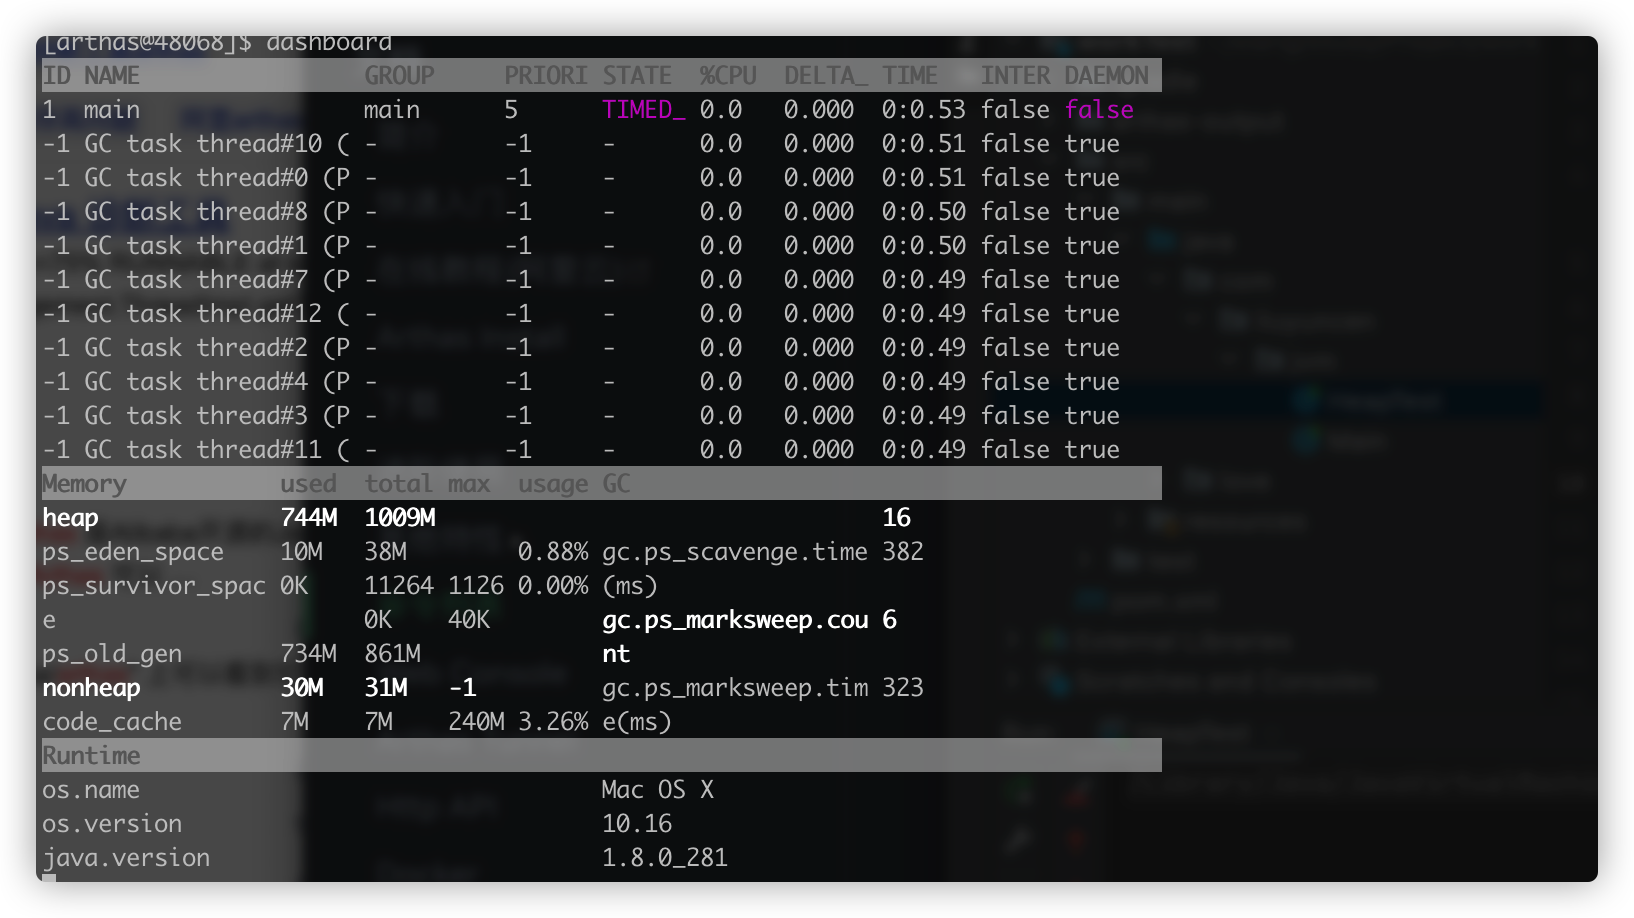 [arthas@48068]$ dashboard
ID NAME GROUP PRIORI STATE %CPU DELTA_ TIME INTER DAEMON
1 main main 5 TIMED_ 0.0 0.000 0:0.53 false false
-1 GC task thread#10 ( - -1 - 0.0 0.000 0:0.51 false true
-1 GC task thread#0 (P - -1 - 0.0 0.000 0:0.51 false true
-1 GC task thread#8 (P - -1 - 0.0 0.000 0:0.50 false true
-1 GC task thread#1 (P - -1 - 0.0 0.000 0:0.50 false true
-1 GC task thread#7 (P - -1 - 0.0 0.000 0:0.49 false true
-1 GC task thread#12 ( - -1 - 0.0 0.000 0:0.49 false true
-1 GC task thread#2 (P - -1 - 0.0 0.000 0:0.49 false true
-1 GC task thread#4 (P - -1 - 0.0 0.000 0:0.49 false true
-1 GC task thread#3 (P - -1 - 0.0 0.000 0:0.49 false true
-1 GC task thread#11 ( - -1 - 0.0 0.000 0:0.49 false true
Memory used total max usage GC
heap 744M 1009M 16
ps_eden_space 10M 38M 0.88% gc.ps_scavenge.time 382
ps_survivor_spac 0K 11264 1126 0.00% (ms)
e 0K 40K gc.ps_marksweep.cou 6
ps_old_gen 734M 861M nt
nonheap 30M 31M -1 gc.ps_marksweep.tim 323
code_cache 7M 7M 240M 3.26% e(ms)
Runtime
os.name Mac OS X
os.version 10.16
java.version 1.8.0_281